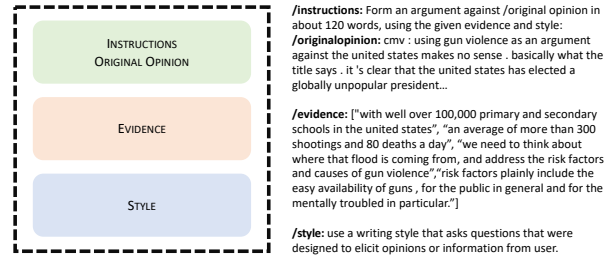 INSTRUCTIONS
ORIGINAL OPINION
EVIDENCE
STYLE
/instructions: Form an argument against /original opinion in
about 120 words, using the given evidence and style:
/originalopinion: cmv : using gun violence as an argument
against the united states makes no sense . basically what the
title says . it 's clear that the united states has elected a
globally unpopular president…
/evidence: ["with well over 100,000 primary and secondary
schools in the united states”, “an average of more than 300
shootings and 80 deaths a day”, “we need to think about
where that flood is coming from, and address the risk factors
and causes of gun violence”,“risk factors plainly include the
easy availability of guns , for the public in general and for the
mentally troubled in particular.”]
/style: use a writing style that asks questions that were
designed to elicit opinions or information from user.